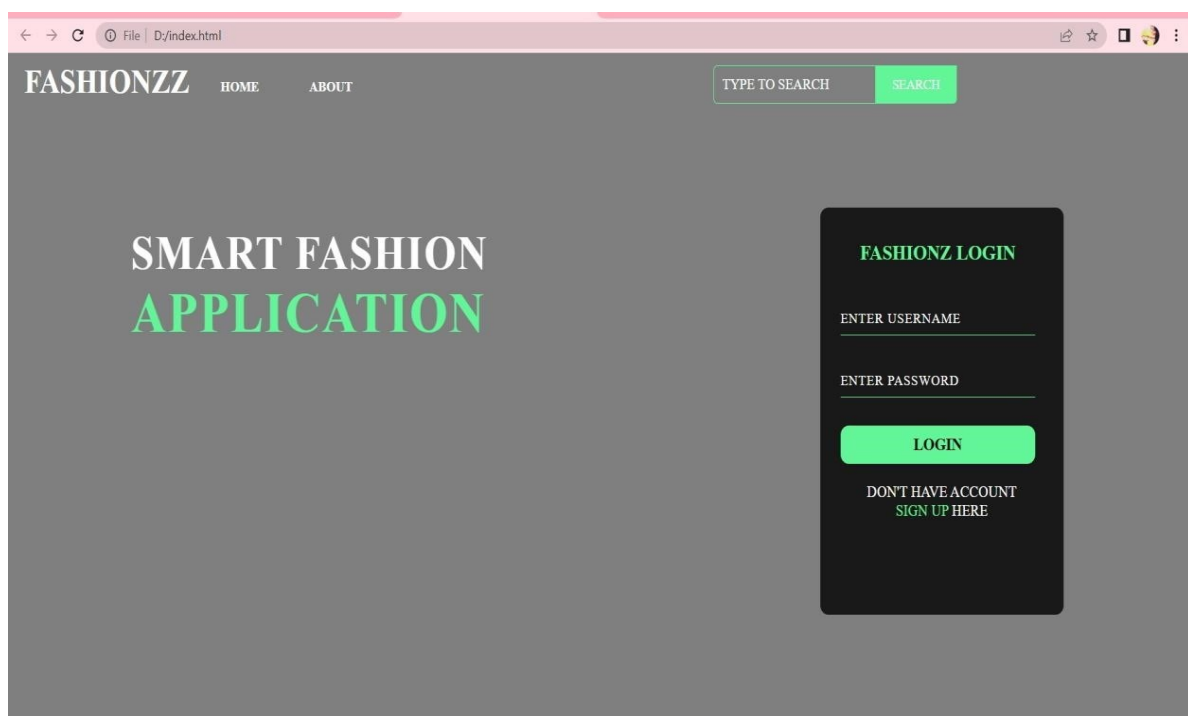 File | D:/index.html
FASHIONZZ HOME ABOUT TYPE TO SEARCH SEARCH
SMART FASHION
APPLICATION
FASHIONZ LOGIN
ENTER USERNAME
ENTER PASSWORD
LOGIN
DON'T HAVE ACCOUNT
SIGN UP HERE